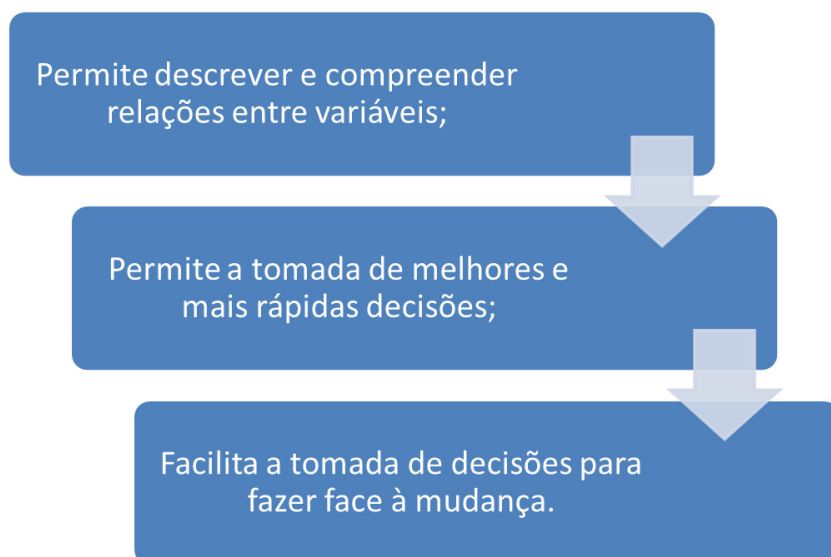 Permite descrever e compreender
relações entre variáveis;
Permite a tomada de melhores e
mais rápidas decisões;
Facilita a tomada de decisões para
fazer face à mudança.